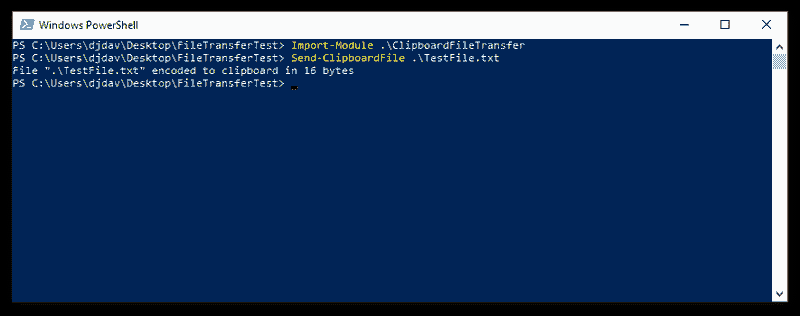 Windows PowerShell
PS C:\Users\djdav\Desktop\FileTransferTest> Import-Module .\ClipboardFileTransfer
PS C:\Users\djdav\Desktop\FileTransferTest> Send-ClipboardFile .\TestFile.txt
File ".\TestFile.txt" encoded to clipboard in 16 bytes
PS C:\Users\djdav\Desktop\FileTransferTest>